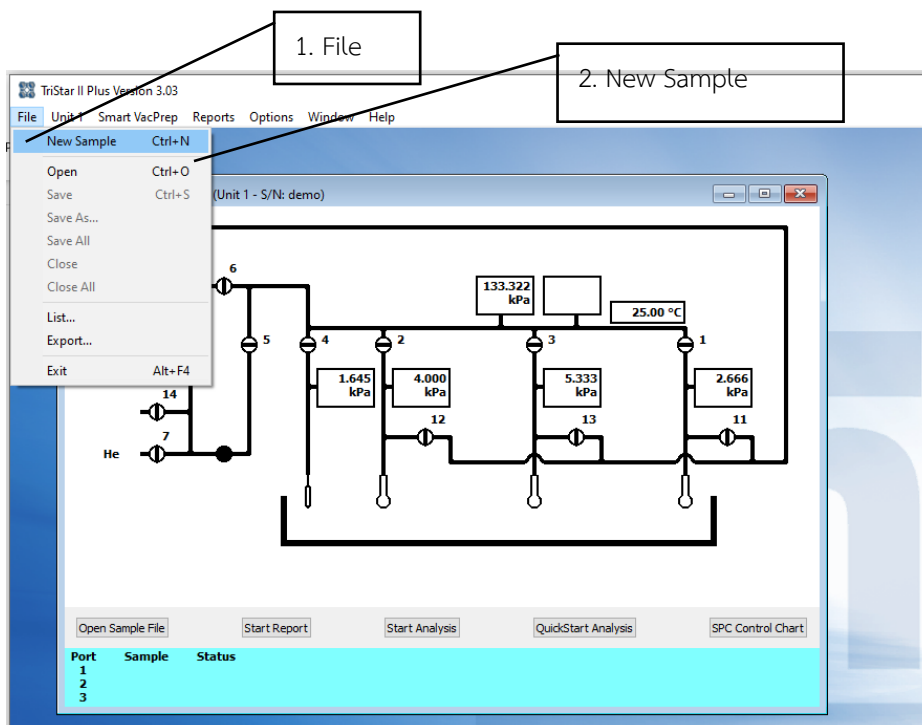 1. File
2. New Sample
TriStar II Plus Version 3.03
File Unit 1 Smart VacPrep Reports Options Window Help
New Sample Ctrl+N
Open Ctrl+O
Save Ctrl+S
Save As...
Save All
Close
Close All
List...
Export...
Exit Alt+F4
(Unit 1 - S/N: demo)
6
133.322
kPa
25.00 °C
5 4 2 3 1
1.645
kPa
4.000
kPa
5.333
kPa
2.666
kPa
14
12 13 11
7
He
Open Sample File Start Report Start Analysis QuickStart Analysis SPC Control Chart
Port Sample Status
1
2
3